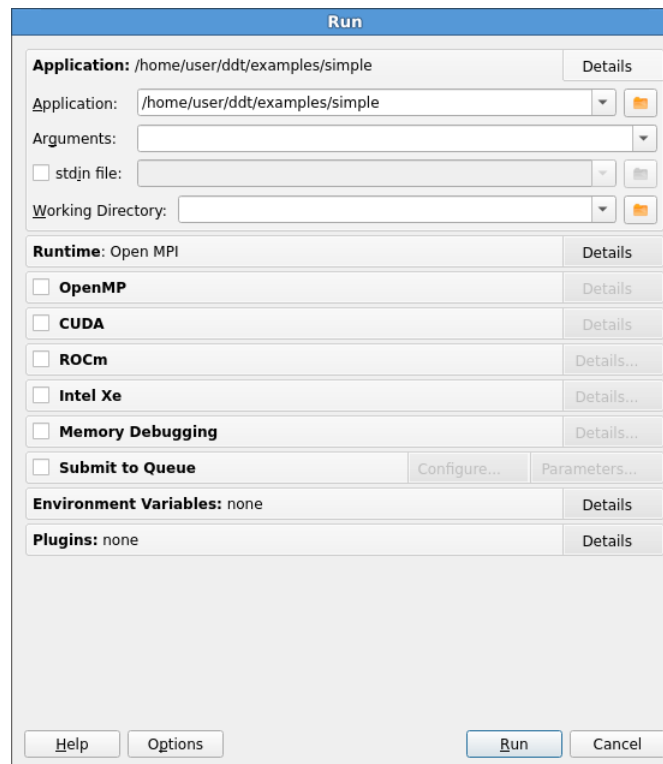 Run
Application: /home/user/ddt/examples/simple Details
Application: /home/user/ddt/examples/simple
Arguments:
stdin file:
Working Directory:
Runtime: Open MPI Details
OpenMP Details
CUDA Details
ROCm Details...
Intel Xe Details...
Memory Debugging Details...
Submit to Queue Configure... Parameters...
Environment Variables: none Details
Plugins: none Details
Help Options Run Cancel